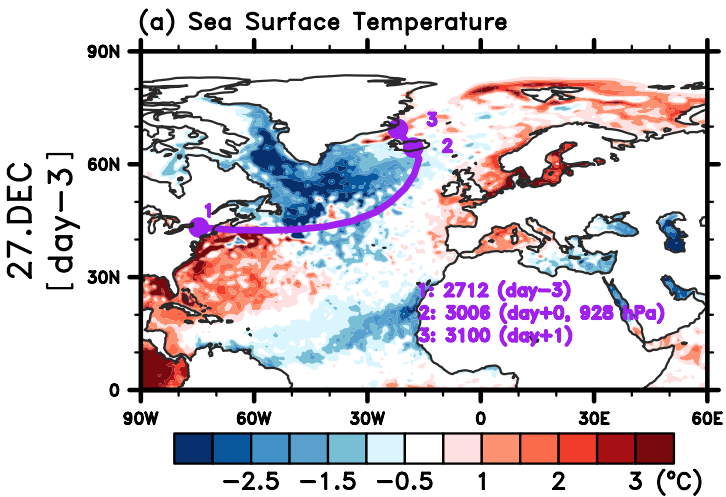 (a) Sea Surface Temperature
27.DEC
[day-3]
90N
60N
30N
0
3
2
1
1: 2712 (day-3)
2: 3006 (day+0, 928 hPa)
3: 3100 (day+1)
90W 60W 30W 0 30E 60E
-2.5 -1.5 -0.5 1 2 3 (°C)